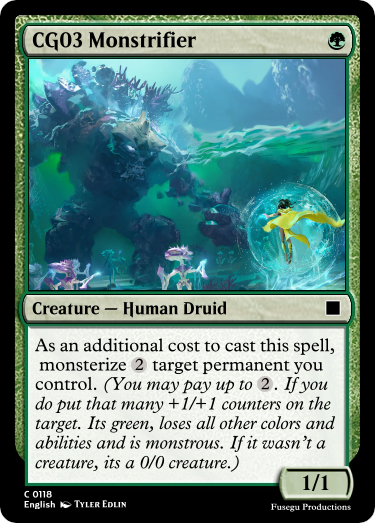 CG03 Monstrifier
Creature — Human Druid
As an additional cost to cast this spell,
monsterize 2 target permanent you
control. (You may pay up to 2. If you
do put that many +1/+1 counters on the
target. Its green, loses all other colors and
abilities and is monstrous. If it wasn't a
creature, its a 0/0 creature.)
1/1
C 0118
English Tyler Edlin
Fusegu Productions